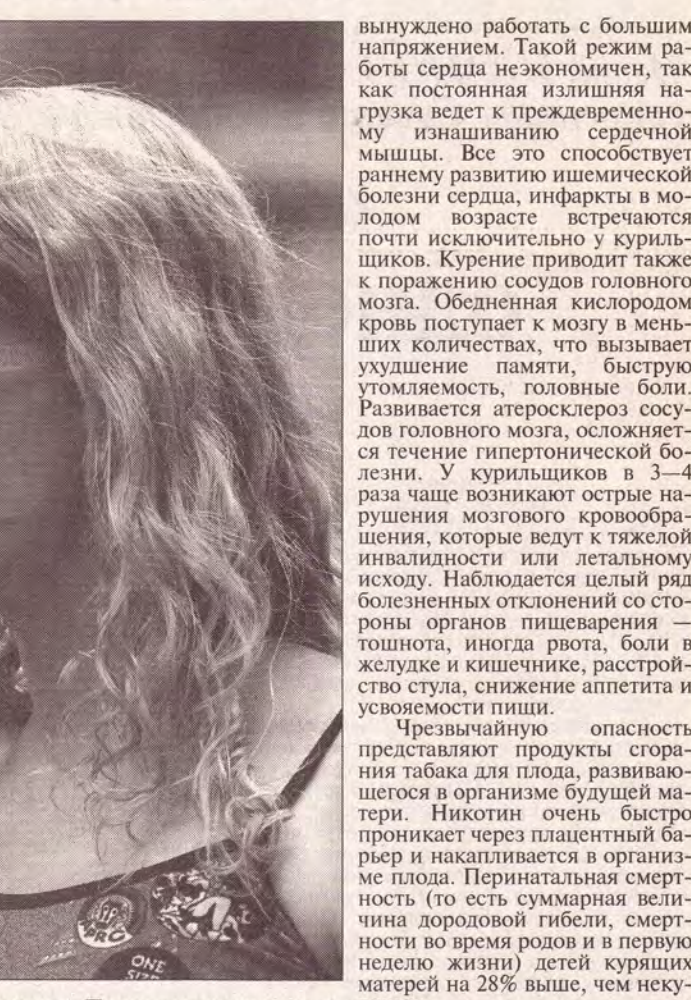 вынуждено работать с большим
напряжением. Такой режим ра-
боты сердца неэкономичен, так
как постоянная излишняя на-
грузка ведет к преждевременно-
му изнашиванию сердечной
мышцы. Все это способствует
раннему развитию ишемической
болезни сердца, инфаркты в мо-
лодом возрасте встречаются
почти исключительно у куриль-
щиков. Курение приводит также
к поражению сосудов головного
мозга. Обедненная кислородом
кровь поступает к мозгу в мень-
ших количествах, что вызывает
ухудшение памяти, быструю
утомляемость, головные боли.
Развивается атеросклероз сосу-
дов головного мозга, осложняет-
ся течение гипертонической бо-
лезни. У курильщиков в 3—4
раза чаще возникают острые на-
рушения мозгового кровообра-
щения, которые ведут к тяжелой
инвалидности или летальному
исходу. Наблюдается целый ряд
болезненных отклонений со сто-
роны органов пищеварения —
тошнота, иногда рвота, боли в
желудке и кишечнике, расстрой-
ство стула, снижение аппетита и
усвояемости пищи.
Чрезвычайную опасность
представляют продукты сгора-
ния табака для плода, развиваю-
щегося в организме будущей ма-
тери. Никотин очень быстро
проникает через плацентный ба-
рьер и накапливается в организ-
ме плода. Перинатальная смерт-
ность (то есть суммарная вели-
чина дородовой гибели, смерт-
ности во время родов и в первую
неделю жизни) детей курящих
матерей на 28% выше, чем неку-
PRO
ONE